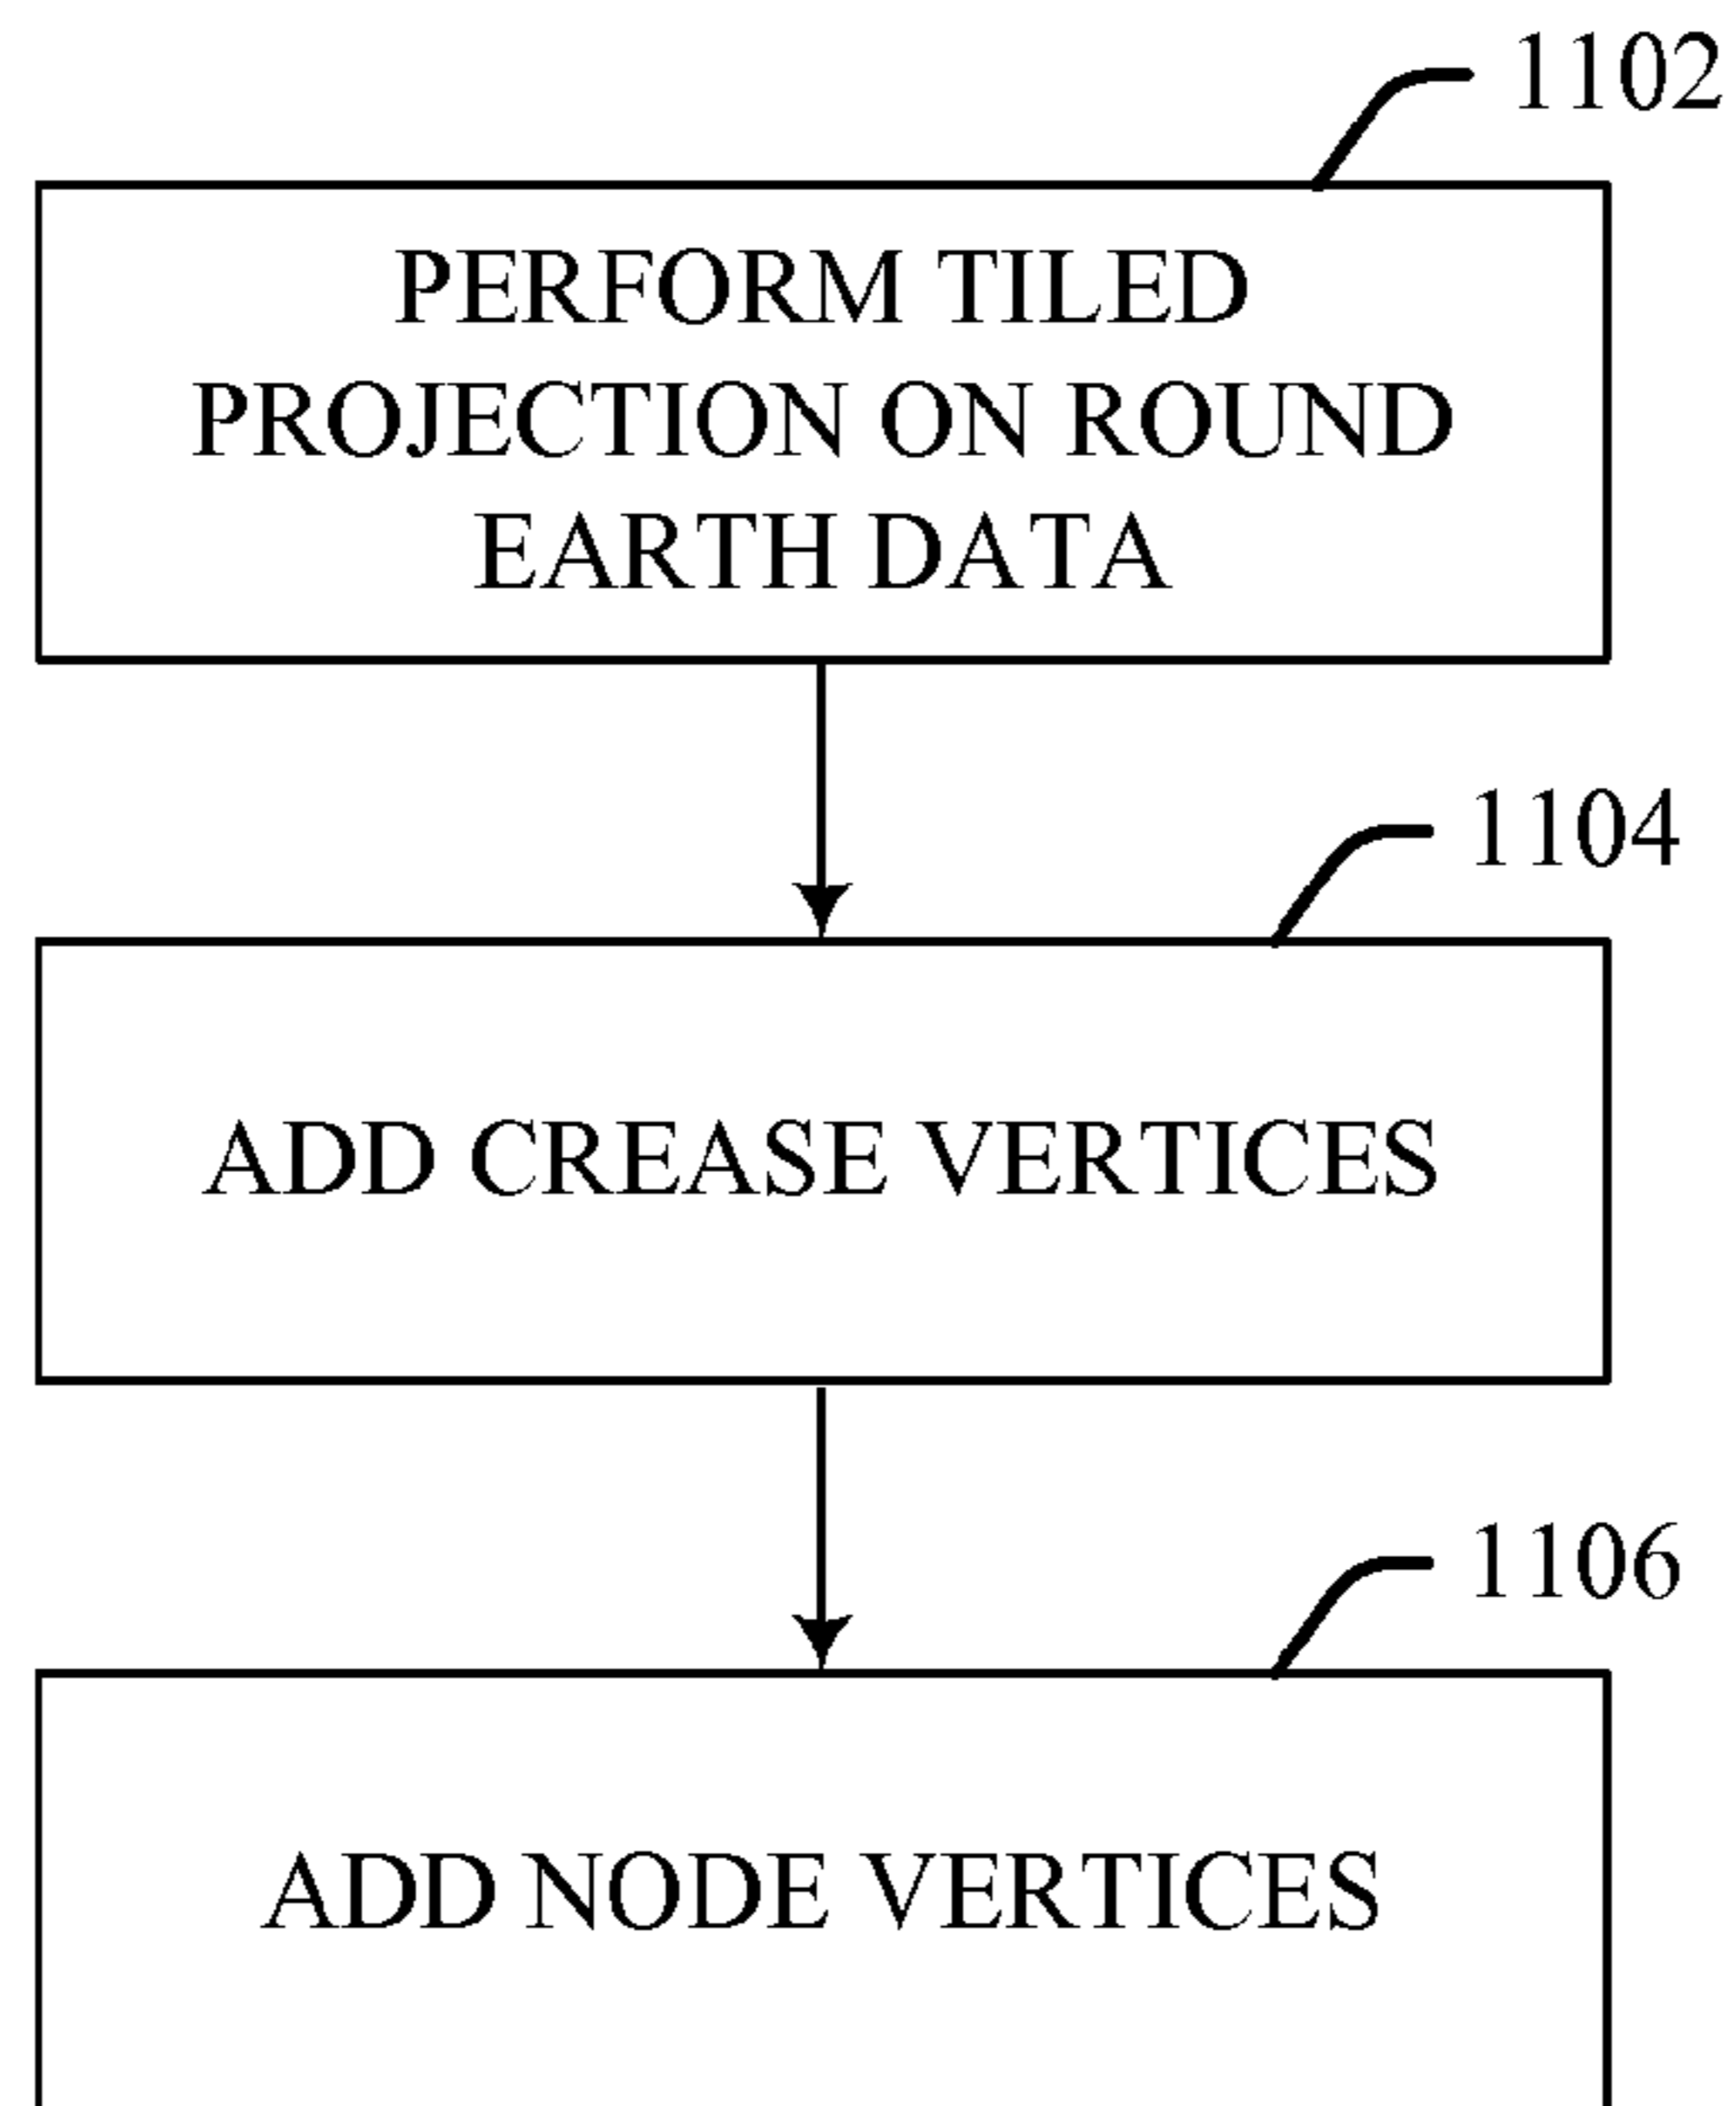 1102
PERFORM TILED
PROJECTION ON ROUND
EARTH DATA
1104
ADD CREASE VERTICES
1106
ADD NODE VERTICES